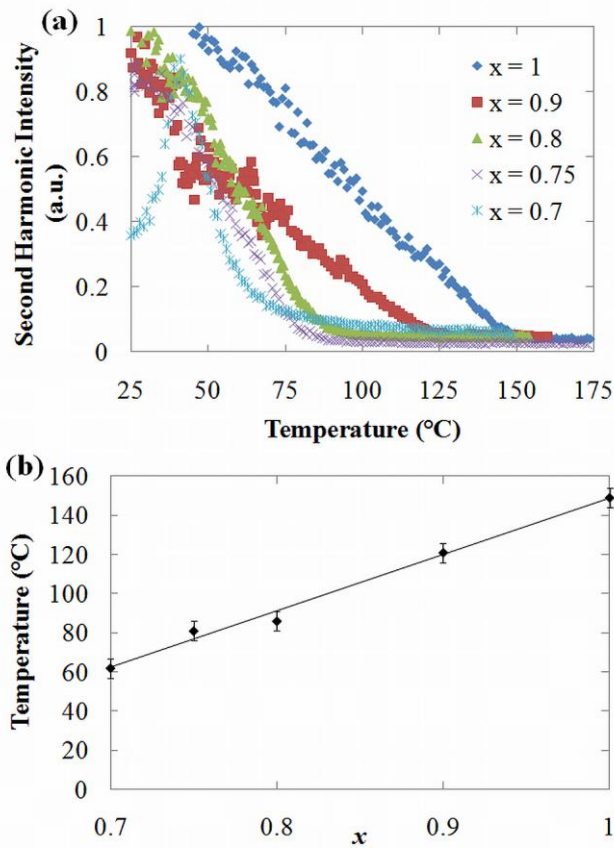 (a)
Second Harmonic Intensity
(a.u.)
1
0.8
0.6
0.4
0.2
0
25
50
75
100
125
150
175
Temperature (°C)
x = 1
x = 0.9
x = 0.8
x = 0.75
x = 0.7
(b)
Temperature (°C)
160
140
120
100
80
60
40
20
0
0.7
0.8
0.9
1
x